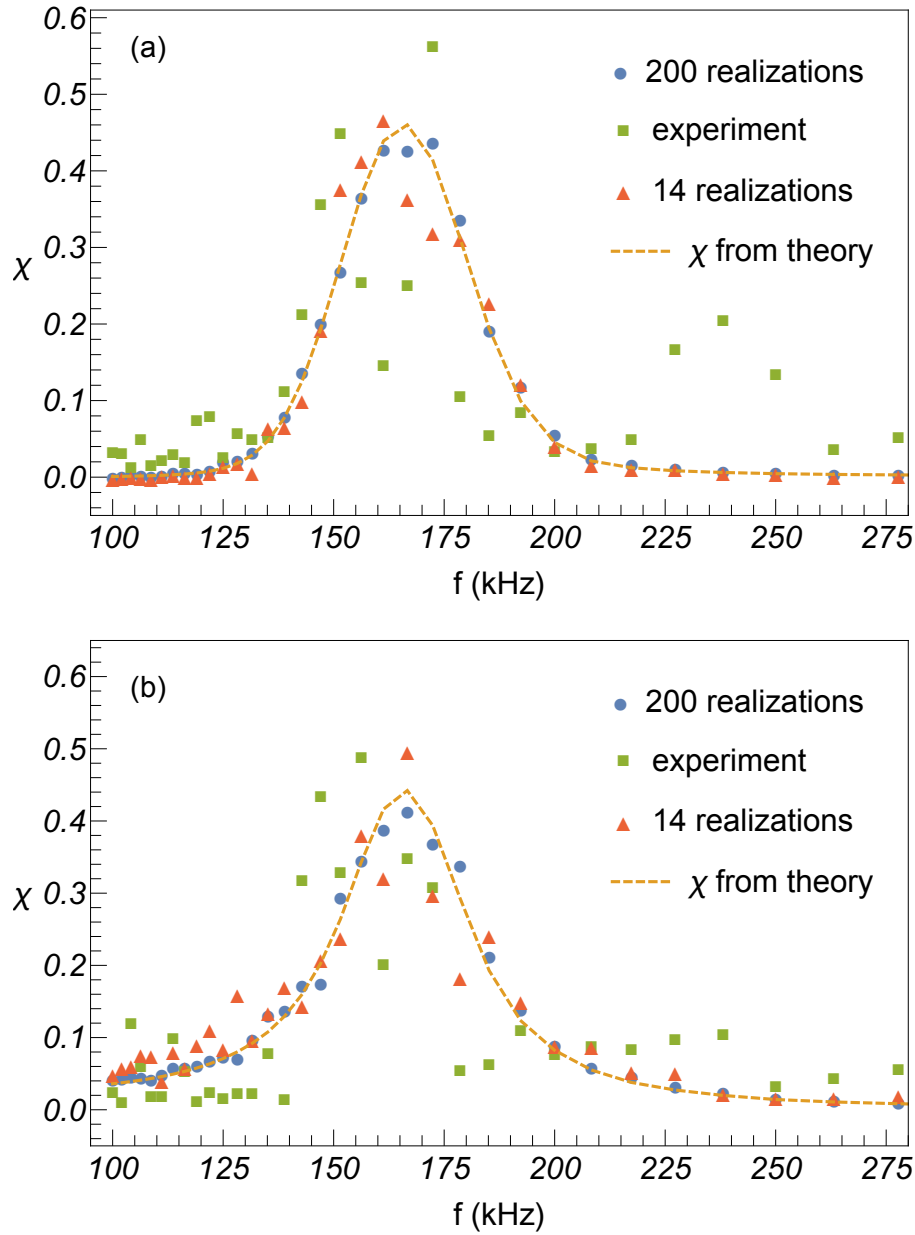 (a)
200 realizations
experiment
14 realizations
χ from theory
0.6
0.5
0.4
0.3
0.2
0.1
0.0
χ
100 125 150 175 200 225 250 275
f (kHz)
(b)
200 realizations
experiment
14 realizations
χ from theory
0.6
0.5
0.4
0.3
0.2
0.1
0.0
χ
100 125 150 175 200 225 250 275
f (kHz)